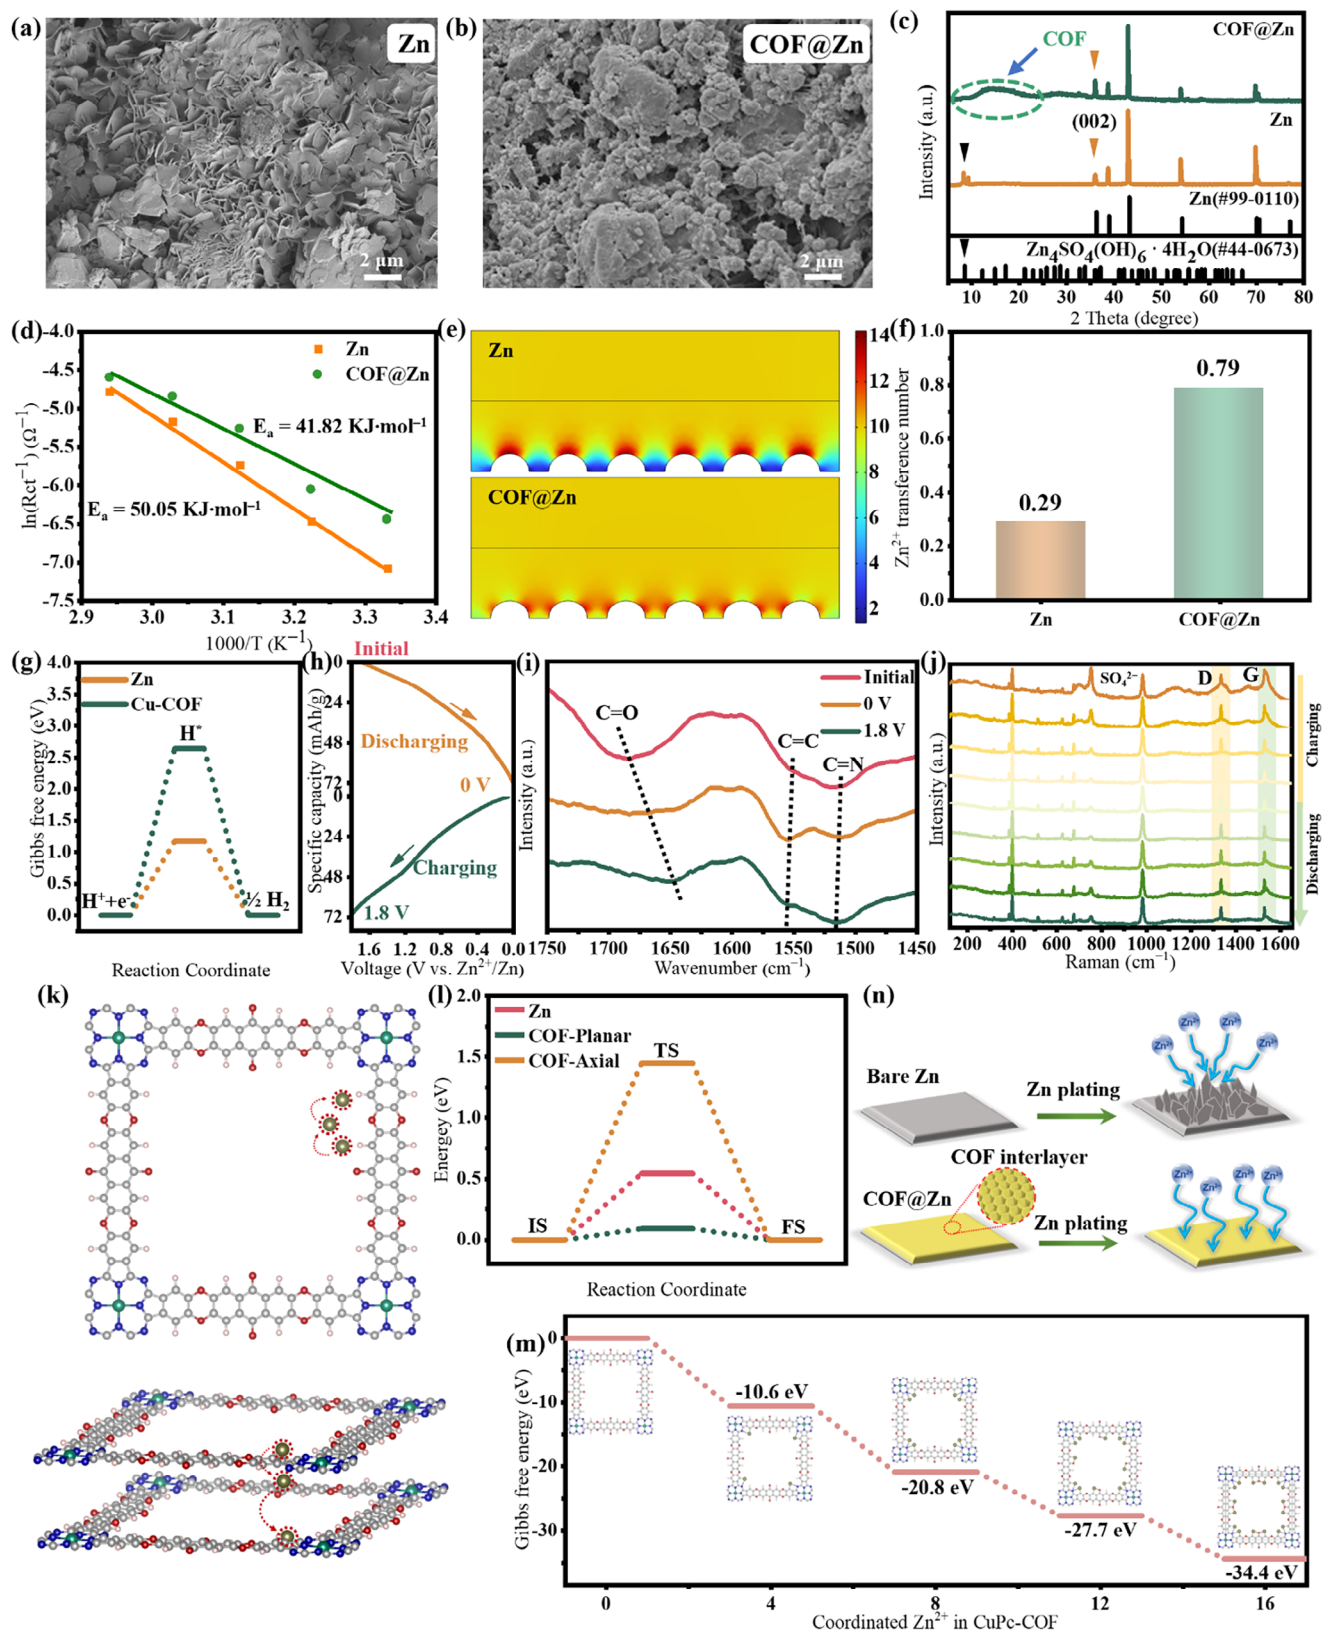 (a)
Zn
2 μm
(b)
COF@Zn
2 μm
(c)
COF@Zn
COF
(002)
Zn
Zn(#99-0110)
Zn₄SO₄(OH)₆ · 4H₂O(#44-0673)
Intensity (a.u.)
10 20 30 40 50 60 70 80
2 Theta (degree)
(d)
-4.0
-4.5
-5.0
-5.5
-6.0
-6.5
-7.0
-7.5
ln(Rct⁻¹) (Ω⁻¹)
Zn
COF@Zn
Eₐ = 41.82 KJ·mol⁻¹
Eₐ = 50.05 KJ·mol⁻¹
2.9 3.0 3.1 3.2 3.3 3.4
1000/T (K⁻¹)
(e)
Zn
COF@Zn
14
12
10
8
6
4
2
(f)
Zn²⁺ transference number
1.0
0.8
0.6
0.4
0.2
0.0
0.29
0.79
Zn COF@Zn
(g)
Gibbs free energy (eV)
4.0
3.5
3.0
2.5
2.0
1.5
1.0
0.5
0.0
Zn
Cu-COF
H*
H⁺+e⁻
½ H₂
Reaction Coordinate
(h)
Initial
Specific capacity (mAh/g)
0
24
48
72
0
24
48
72
Discharging
0 V
Charging
1.8 V
1.6 1.2 0.4 0.0
Voltage (V vs. Zn²⁺/Zn)
(i)
Intensity (a.u.)
Initial
0 V
1.8 V
C=O
C=C
C=N
1750 1700 1650 1600 1550 1500 1450
Wavenumber (cm⁻¹)
(j)
Intensity (a.u.)
SO₄²⁻
D
G
Charging
Discharging
200 400 600 800 1000 1200 1400 1600
Raman (cm⁻¹)
(k)
(l)
Energey (eV)
2.0
1.5
1.0
0.5
0.0
Zn
COF-Planar
COF-Axial
TS
IS
FS
Reaction Coordinate
(n)
Bare Zn
Zn plating
Zn²⁺
Zn²⁺
Zn²⁺
Zn²⁺
COF interlayer
COF@Zn
Zn plating
Zn²⁺
Zn²⁺
Zn²⁺
Zn²⁺
(m)
Gibbs free energy (eV)
0
-10
-20
-30
-10.6 eV
-20.8 eV
-27.7 eV
-34.4 eV
0 4 8 12 16
Coordinated Zn²⁺ in CuPc-COF